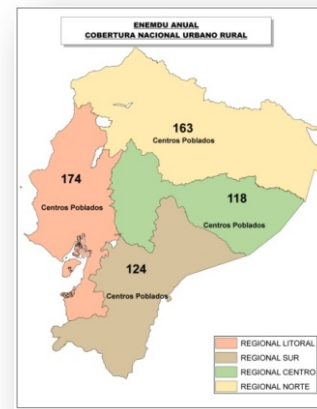 ENEMDU ANUAL
COBERTURA NACIONAL URBANO RURAL
163
Centros Poblados
174
Centros Poblados
118
Centros Poblados
124
Centros Poblados
REGIONAL LITORAL
REGIONAL SUR
REGIONAL CENTRO
REGIONAL NORTE